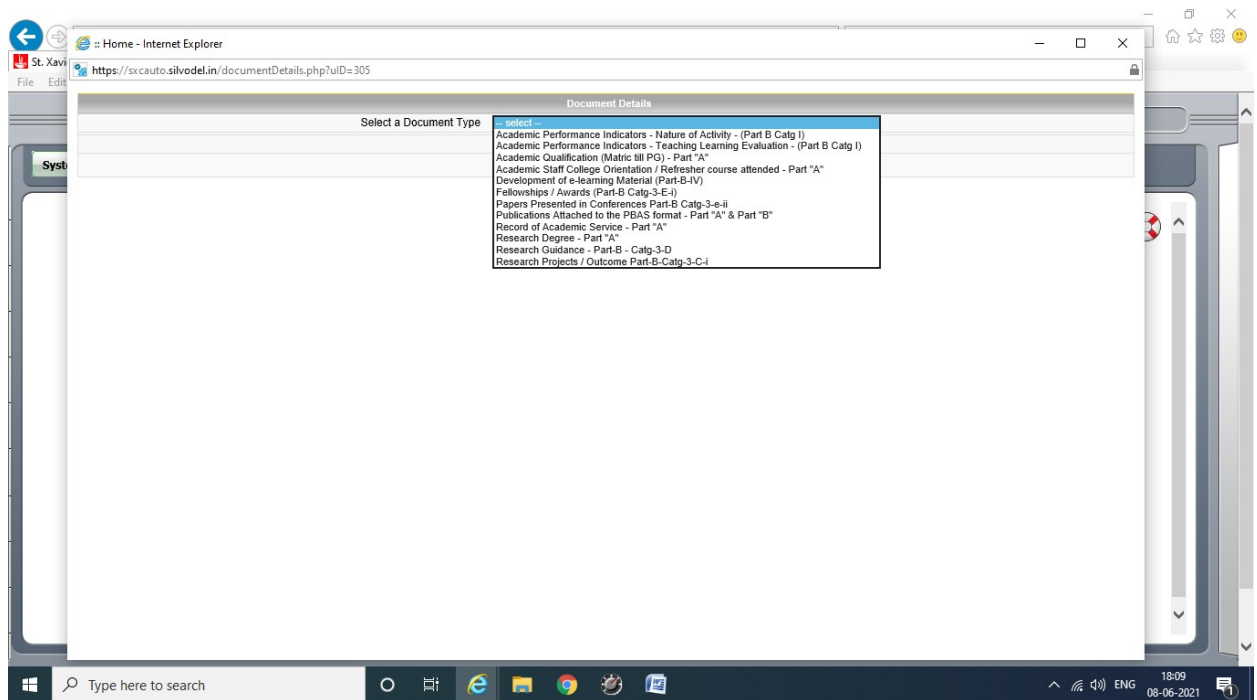 :: Home - Internet Explorer
St. Xavi
https://sxcauto.silvodel.in/documentDetails.php?uID=305
File Edit
Document Details
Select a Document Type
-- select --
Academic Performance Indicators - Nature of Activity - (Part B Catg I)
Academic Performance Indicators - Teaching Learning Evaluation - (Part B Catg I)
Academic Qualification (Matric till PG) - Part "A"
Academic Staff College Orientation / Refresher course attended - Part "A"
Development of e-learning Material (Part-B-IV)
Fellowships / Awards (Part-B Catg-3-E-i)
Papers Presented in Conferences Part-B Catg-3-e-ii
Publications Attached to the PBAS format - Part "A" & Part "B"
Record of Academic Service - Part "A"
Research Degree - Part "A"
Research Guidance - Part-B - Catg-3-D
Research Projects / Outcome Part-B-Catg-3-C-i
Syst
Type here to search
ENG
18:09
08-06-2021
1